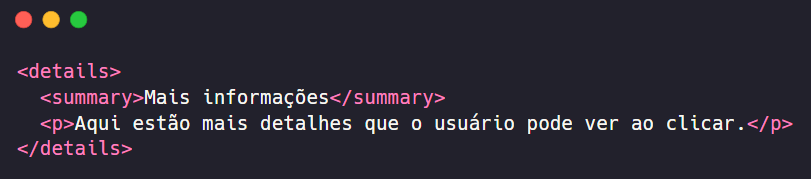 <details>
  <summary>Mais informações</summary>
  <p>Aqui estão mais detalhes que o usuário pode ver ao clicar.</p>
</details>